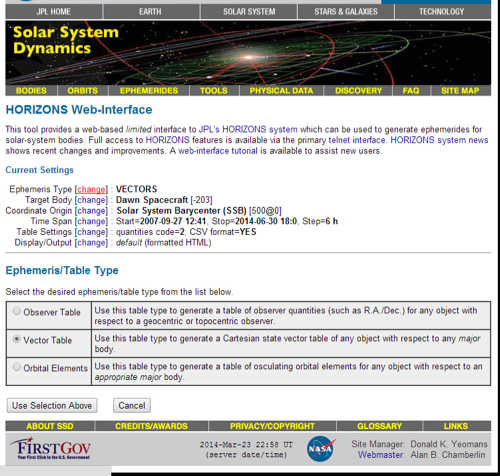 JPL HOME EARTH SOLAR SYSTEM STARS & GALAXIES TECHNOLOGY
Solar System
Dynamics
BODIES ORBITS EPHEMERIDES TOOLS PHYSICAL DATA DISCOVERY FAQ SITE MAP
HORIZONS Web-Interface
This tool provides a web-based limited interface to JPL's HORIZONS system which can be used to generate ephemerides for
solar-system bodies. Full access to HORIZONS features is available via the primary telnet interface. HORIZONS system news
shows recent changes and improvements. A web-interface tutorial is available to assist new users.
Current Settings
Ephemeris Type [change] : VECTORS
Target Body [change] : Dawn Spacecraft [-203]
Coordinate Origin [change] : Solar System Barycenter (SSB) [500@0]
Time Span [change] : Start=2007-09-27 12:41, Stop=2014-06-30 18:0, Step=6 h
Table Settings [change] : quantities code=2; CSV format=YES
Display/Output [change] : default (formatted HTML)
Ephemeris/Table Type
Select the desired ephemeris/table type from the list below.
Observer Table Use this table type to generate a table of observer quantities (such as R.A./Dec.) for any object with
respect to a geocentric or topocentric observer.
Vector Table Use this table type to generate a Cartesian state vector table of any object with respect to any major
body.
Orbital Elements Use this table type to generate a table of osculating orbital elements for any object with respect to an
appropriate major body.
Use Selection Above Cancel
ABOUT SSD CREDITS/AWARDS PRIVACY/COPYRIGHT GLOSSARY LINKS
FIRSTGOV
Your First Click to the U.S. Government
2014-Mar-23 22:58 UT
(server date/time)
NASA
Site Manager: Donald K. Yeomans
Webmaster: Alan B. Chamberlin